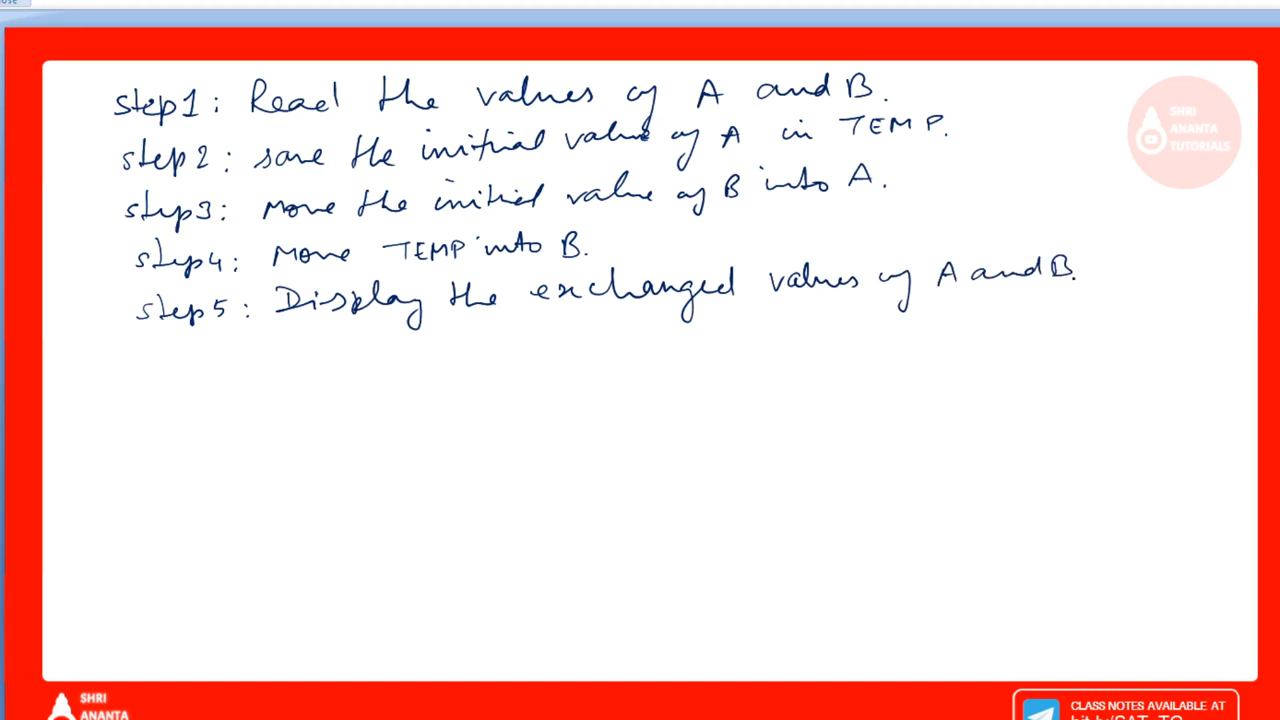 step1: Read the values of A and B.
step2: save the initial value of A in TEMP.
step3: Move the initial value of B into A.
step4: Move TEMP into B.
step5: Display the exchanged values of A and B.
SHRI
ANANTA
TUTORIALS
SHRI
ANANTA
CLASS NOTES AVAILABLE AT